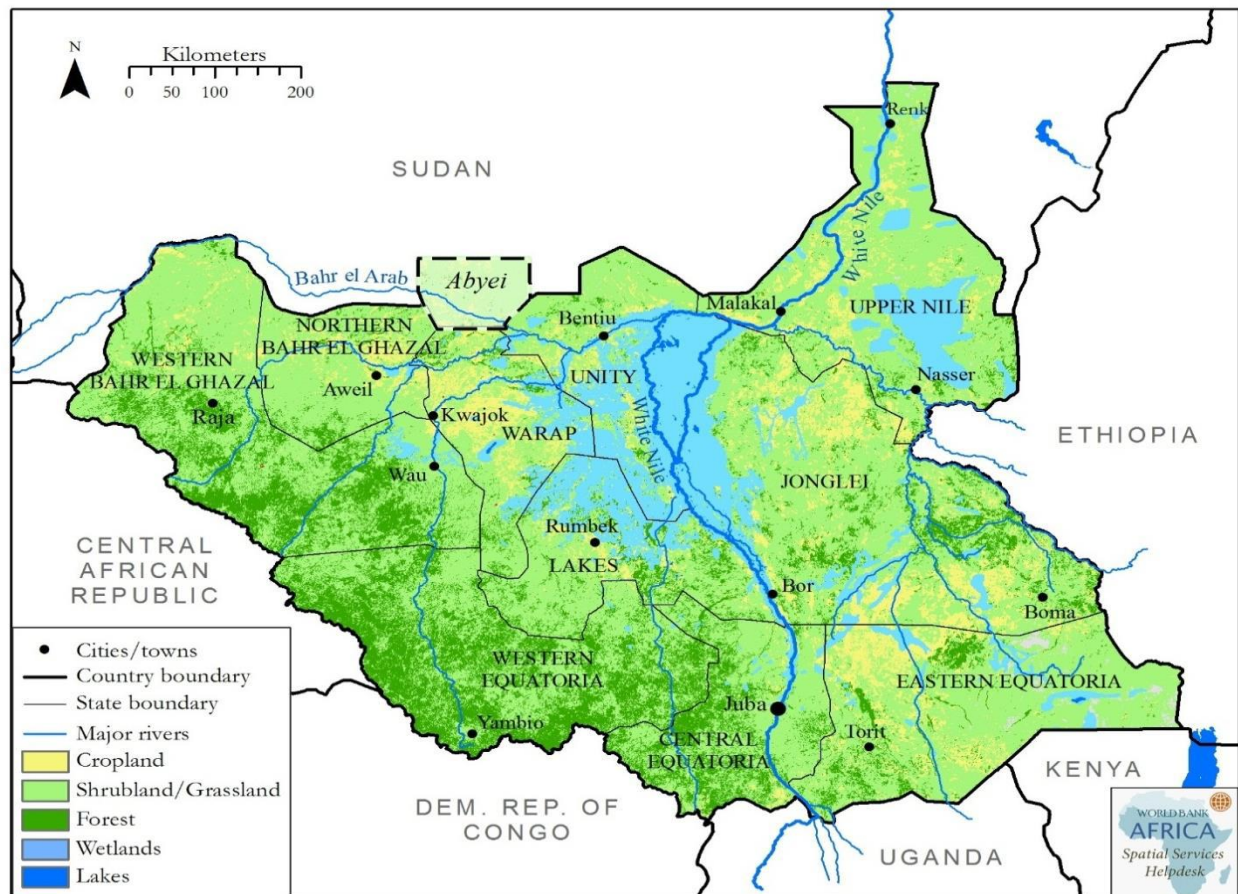 N
Kilometers
0 50 100 200
Renk
SUDAN
White Nile
Bahr el Arab
Abyei
Malakal
UPPER NILE
Bentiu
NORTHERN
BAHR EL GHAZAL
WESTERN
BAHR EL GHAZAL
UNITY
Aweil
Nasser
Raja
Kwajok
WARAP
White Nile
ETHIOPIA
Wau
JONGLEI
Rumbek
LAKES
CENTRAL
AFRICAN
REPUBLIC
Bor
Boma
WESTERN
EQUATORIA
EASTERN EQUATORIA
Juba
Yambio
Torit
CENTRAL
EQUATORIA
KENYA
DEM. REP. OF
CONGO
UGANDA
Cities/towns
Country boundary
State boundary
Major rivers
Cropland
Shrubland/Grassland
Forest
Wetlands
Lakes
WORLD BANK
AFRICA
Spatial Services
Helpdesk